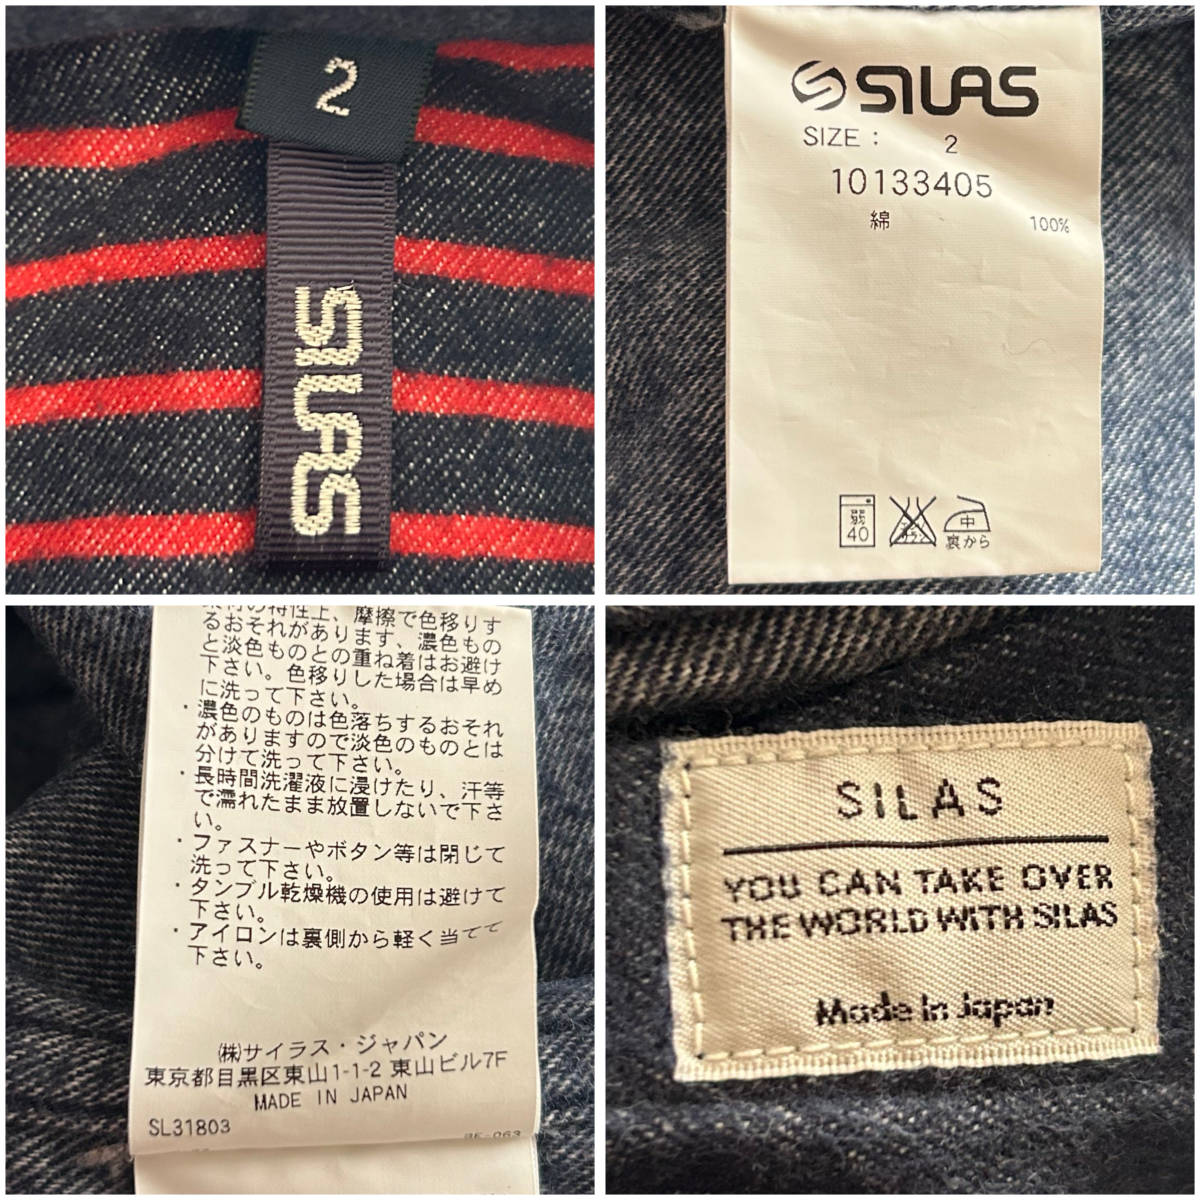 2
SILAS
SILAS
SIZE : 2
10133405
綿 100%
弱
40
中
裏から
の特性上、摩擦で色移りす
るおそれがあります、濃色もの
と淡色ものとの重ね着はお避け
下さい。色移りした場合は早め
に洗って下さい。
・濃色のものは色落ちするおそれ
がありますので淡色のものとは
分けて洗って下さい。
・長時間洗濯液に浸けたり、汗等
で濡れたまま放置しないで下さ
い。
・ファスナーやボタン等は閉じて
洗って下さい。
・タンブル乾燥機の使用は避けて
下さい。
・アイロンは裏側から軽く当てて
下さい。
㈱サイラス・ジャパン
東京都目黒区東山1-1-2 東山ビル7F
MADE IN JAPAN
SL31803
SILAS
YOU CAN TAKE OVER
THE WORLD WITH SILAS
Made in Japan